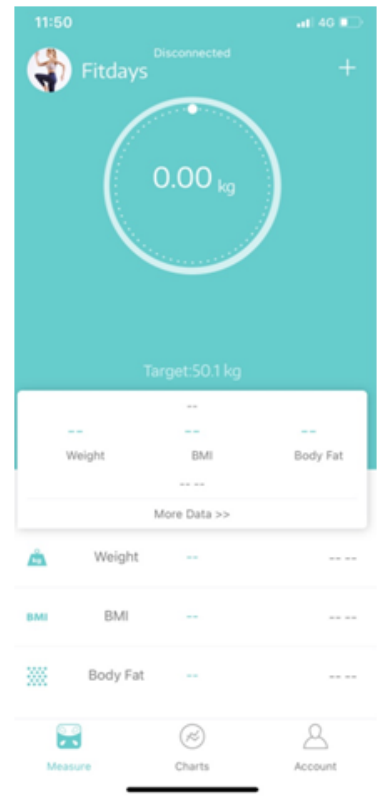 11:50
4G
Disconnected
Fitdays
+
0.00 kg
Target:50.1 kg
--
-- -- --
Weight BMI Body Fat
-- --
More Data >>
kg Weight -- -- --
BMI BMI -- -- --
Body Fat -- -- --
Measure Charts Account